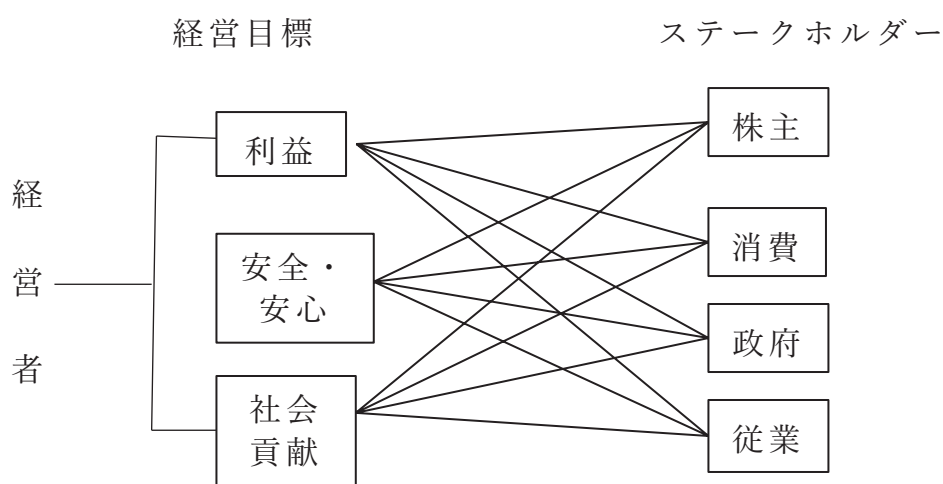 経営目標
ステークホルダー
経営者
利益
安全・
安心
社会
貢献
株主
消費
政府
従業